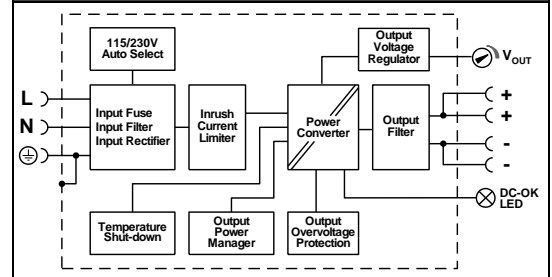 115/230V
Auto Select
Output
Voltage
Regulator
VOUT
L
N
Input Fuse
Input Filter
Input Rectifier
Inrush
Current
Limiter
Power
Converter
Output
Filter
+
+
-
-
DC-OK
LED
Temperature
Shut-down
Output
Power
Manager
Output
Overvoltage
Protection